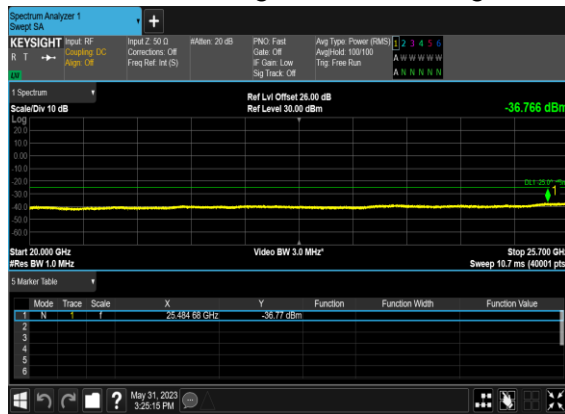 Spectrum Analyzer 1
Swept SA
+
KEYSIGHT Input: RF Input Z: 50 Ω #Atten: 20 dB PNO: Fast Avg Type: Power (RMS) 1 2 3 4 5 6
R T Coupling: DC Corrections: Off Gate: Off Avg|Hold: 100/100 A W W W W W
Align: Off Freq Ref: Int (S) IF Gain: Low Trig: Free Run
LW Sig Track: Off A N N N N N
1 Spectrum
Ref Lvl Offset 26.00 dB
Scale/Div 10 dB Ref Level 30.00 dBm -36.766 dBm
Log
20.0
10.0
0.00
-10.0
-20.0
-30.0
-40.0
-50.0
-60.0
1
Start 20.000 GHz Video BW 3.0 MHz* Stop 25.700 GHz
#Res BW 1.0 MHz Sweep 10.7 ms (40001 pts
5 Marker Table
Mode Trace Scale X Y Function Function Width Function Value
1 N 1 f 25.484 68 GHz -36.77 dBm
2
3
4
5
6
? May 31, 2023
3:25:15 PM